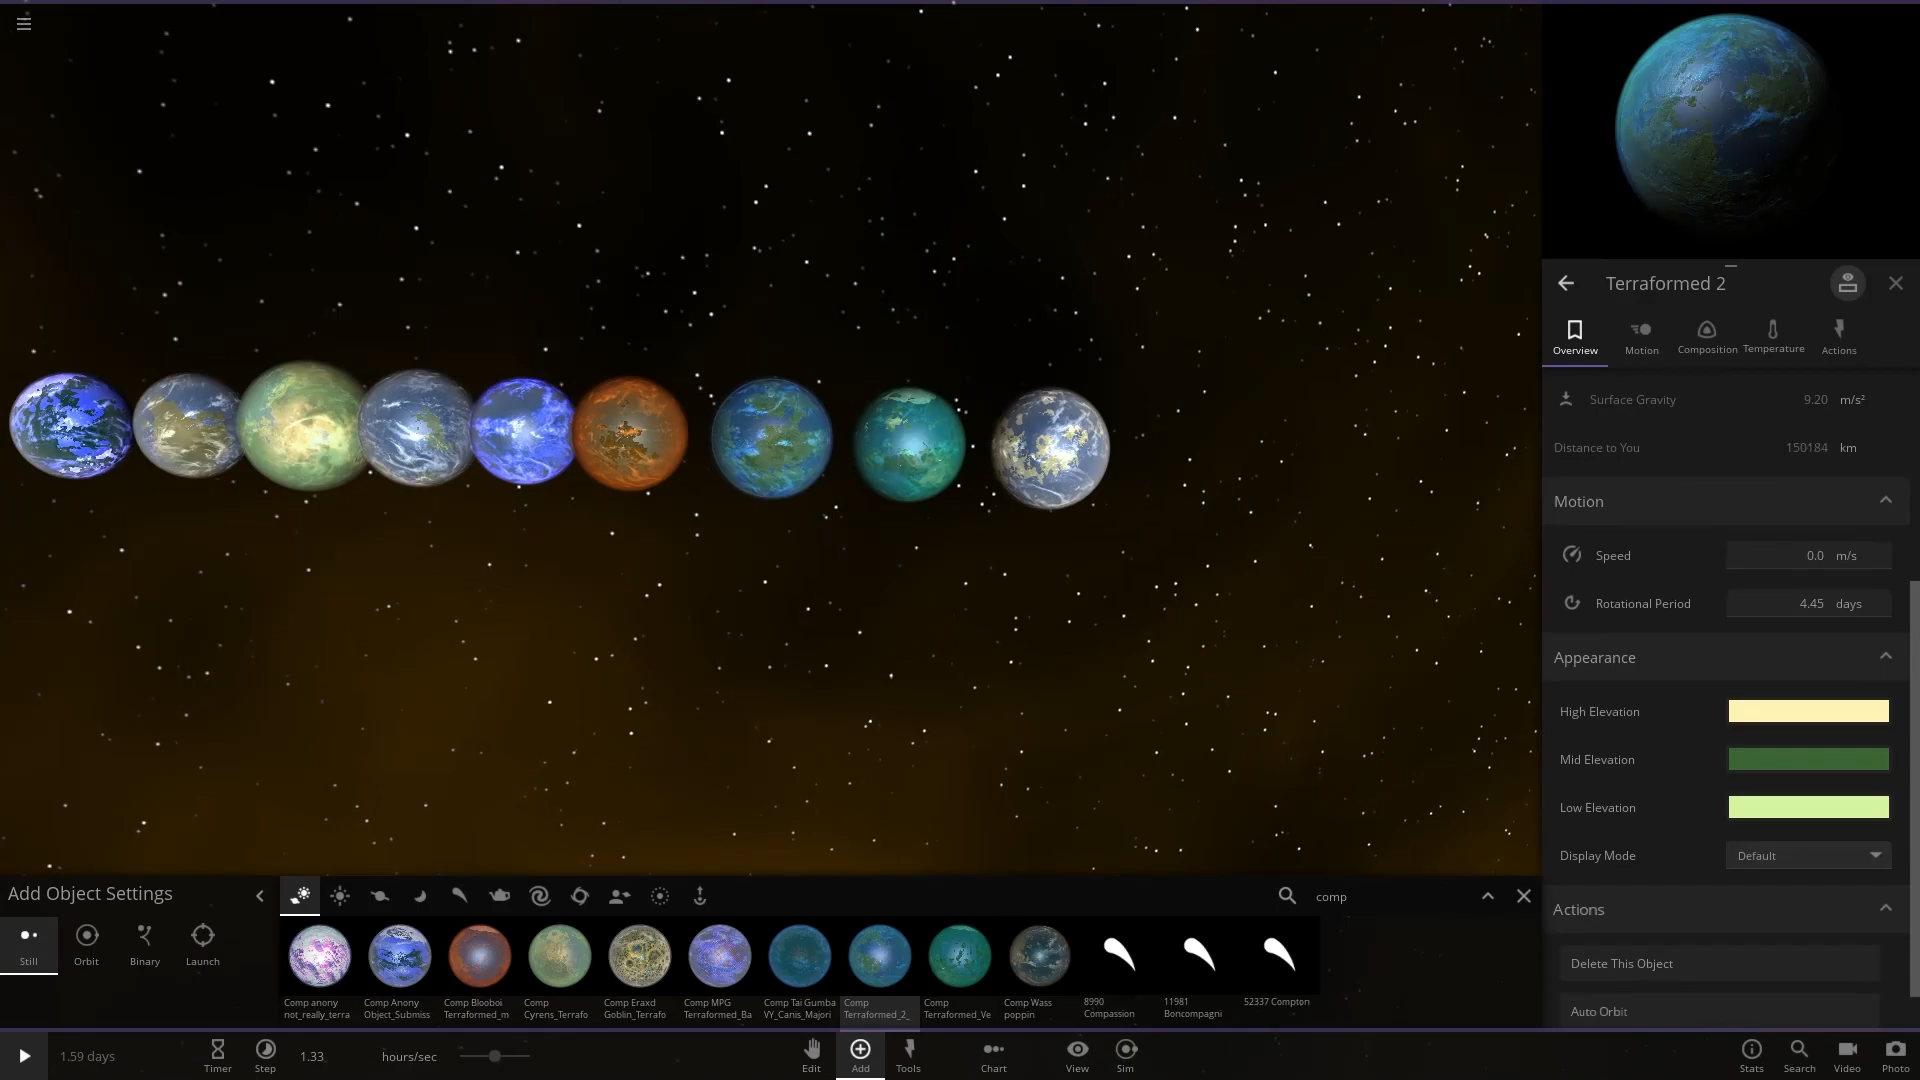 Terraformed 2
Overview
Motion
Composition
Temperature
Actions
Surface Gravity 9.20 m/s²
Distance to You 150184 km
Motion
Speed 0.0 m/s
Rotational Period 4.45 days
Appearance
High Elevation
Mid Elevation
Low Elevation
Display Mode Default
Actions
Delete This Object
Auto Orbit
Add Object Settings
comp
Still
Orbit
Binary
Launch
Comp anony
not_really_terra
Comp Anony
Object_Submiss
Comp Blooboi
Terraformed_m
Comp
Cyrens_Terrafo
Comp Eraxd
Goblin_Terrafo
Comp MPG
Terraformed_Ba
Comp Tai Gumba
VY_Canis_Majori
Comp
Terraformed_2_
Comp
Terraformed_Ve
Comp Wass
poppin
8990
Compassion
11981
Boncompagni
52337 Compton
1.59 days
Timer
Step
1.33 hours/sec
Edit
Add
Tools
Chart
View
Sim
Stats
Search
Video
Photo